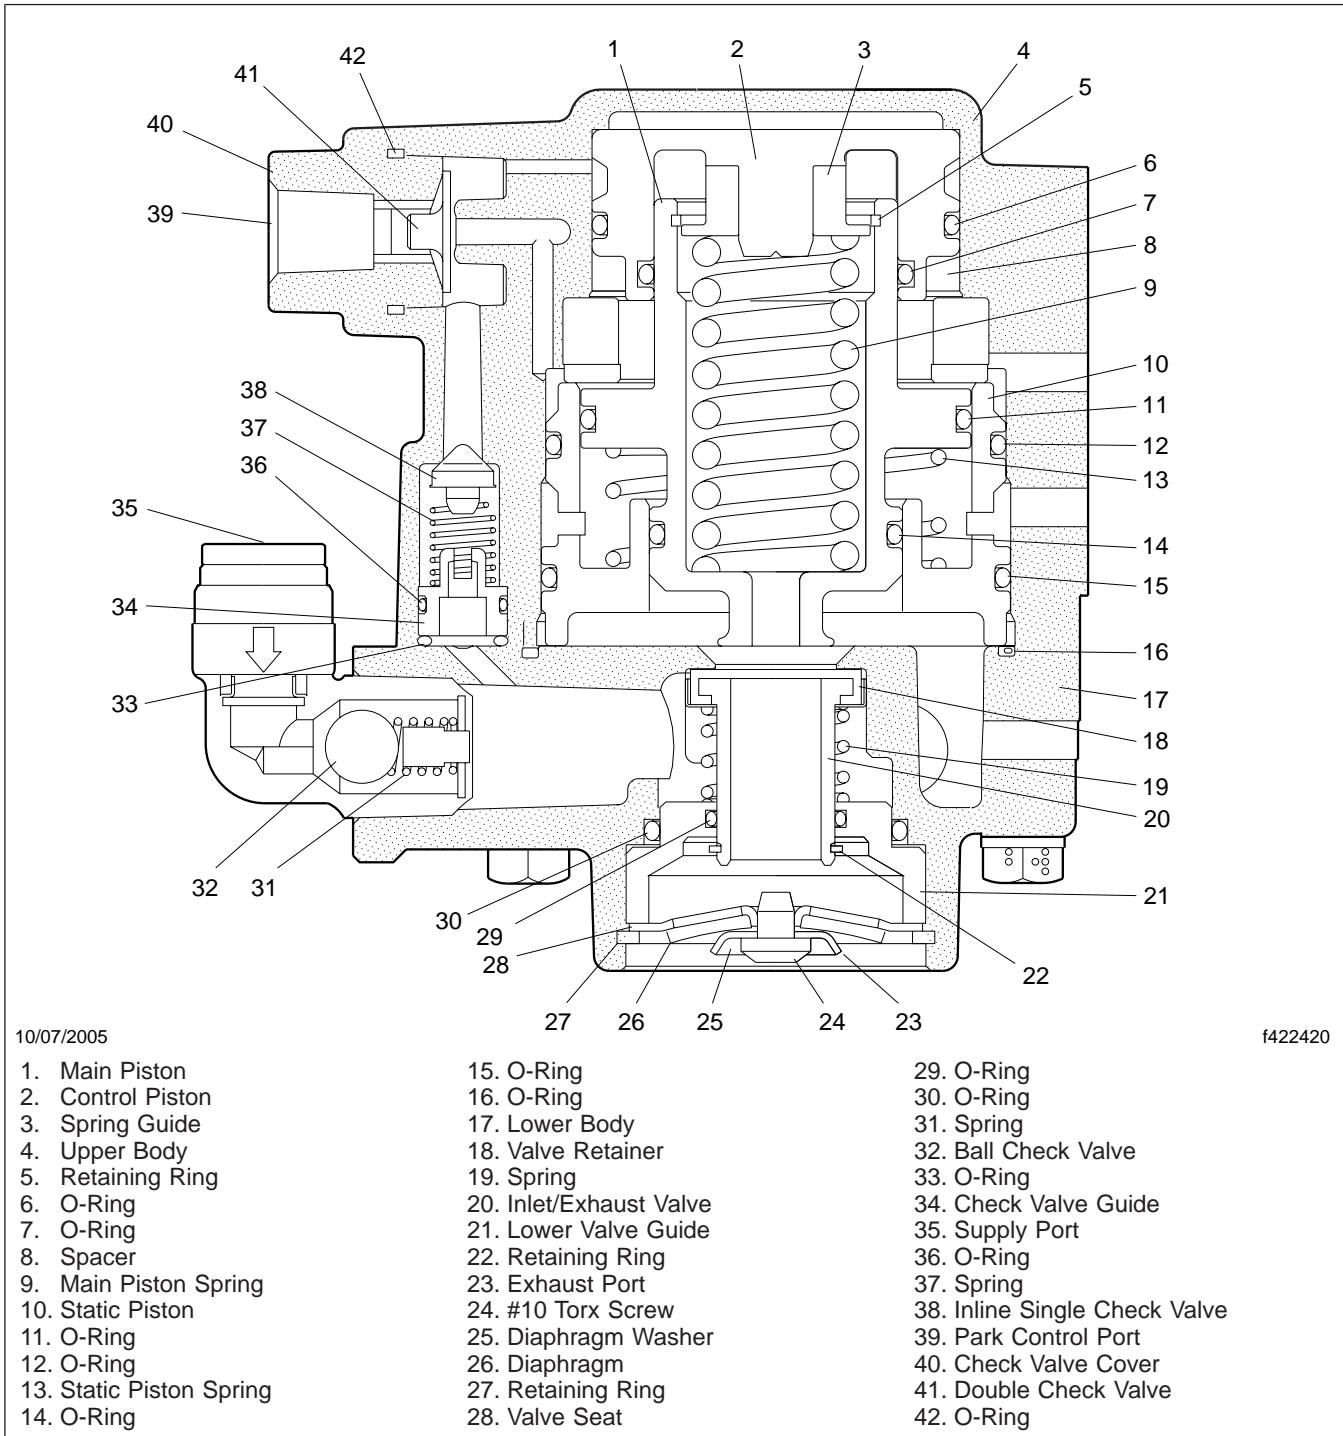 1
2
3
4
5
6
7
8
9
10
11
12
13
14
15
16
17
18
19
20
21
22
23
24
25
26
27
28
29
30
31
32
33
34
35
36
37
38
39
40
41
42
10/07/2005
f422420
1. Main Piston
2. Control Piston
3. Spring Guide
4. Upper Body
5. Retaining Ring
6. O-Ring
7. O-Ring
8. Spacer
9. Main Piston Spring
10. Static Piston
11. O-Ring
12. O-Ring
13. Static Piston Spring
14. O-Ring
15. O-Ring
16. O-Ring
17. Lower Body
18. Valve Retainer
19. Spring
20. Inlet/Exhaust Valve
21. Lower Valve Guide
22. Retaining Ring
23. Exhaust Port
24. #10 Torx Screw
25. Diaphragm Washer
26. Diaphragm
27. Retaining Ring
28. Valve Seat
29. O-Ring
30. O-Ring
31. Spring
32. Ball Check Valve
33. O-Ring
34. Check Valve Guide
35. Supply Port
36. O-Ring
37. Spring
38. Inline Single Check Valve
39. Park Control Port
40. Check Valve Cover
41. Double Check Valve
42. O-Ring